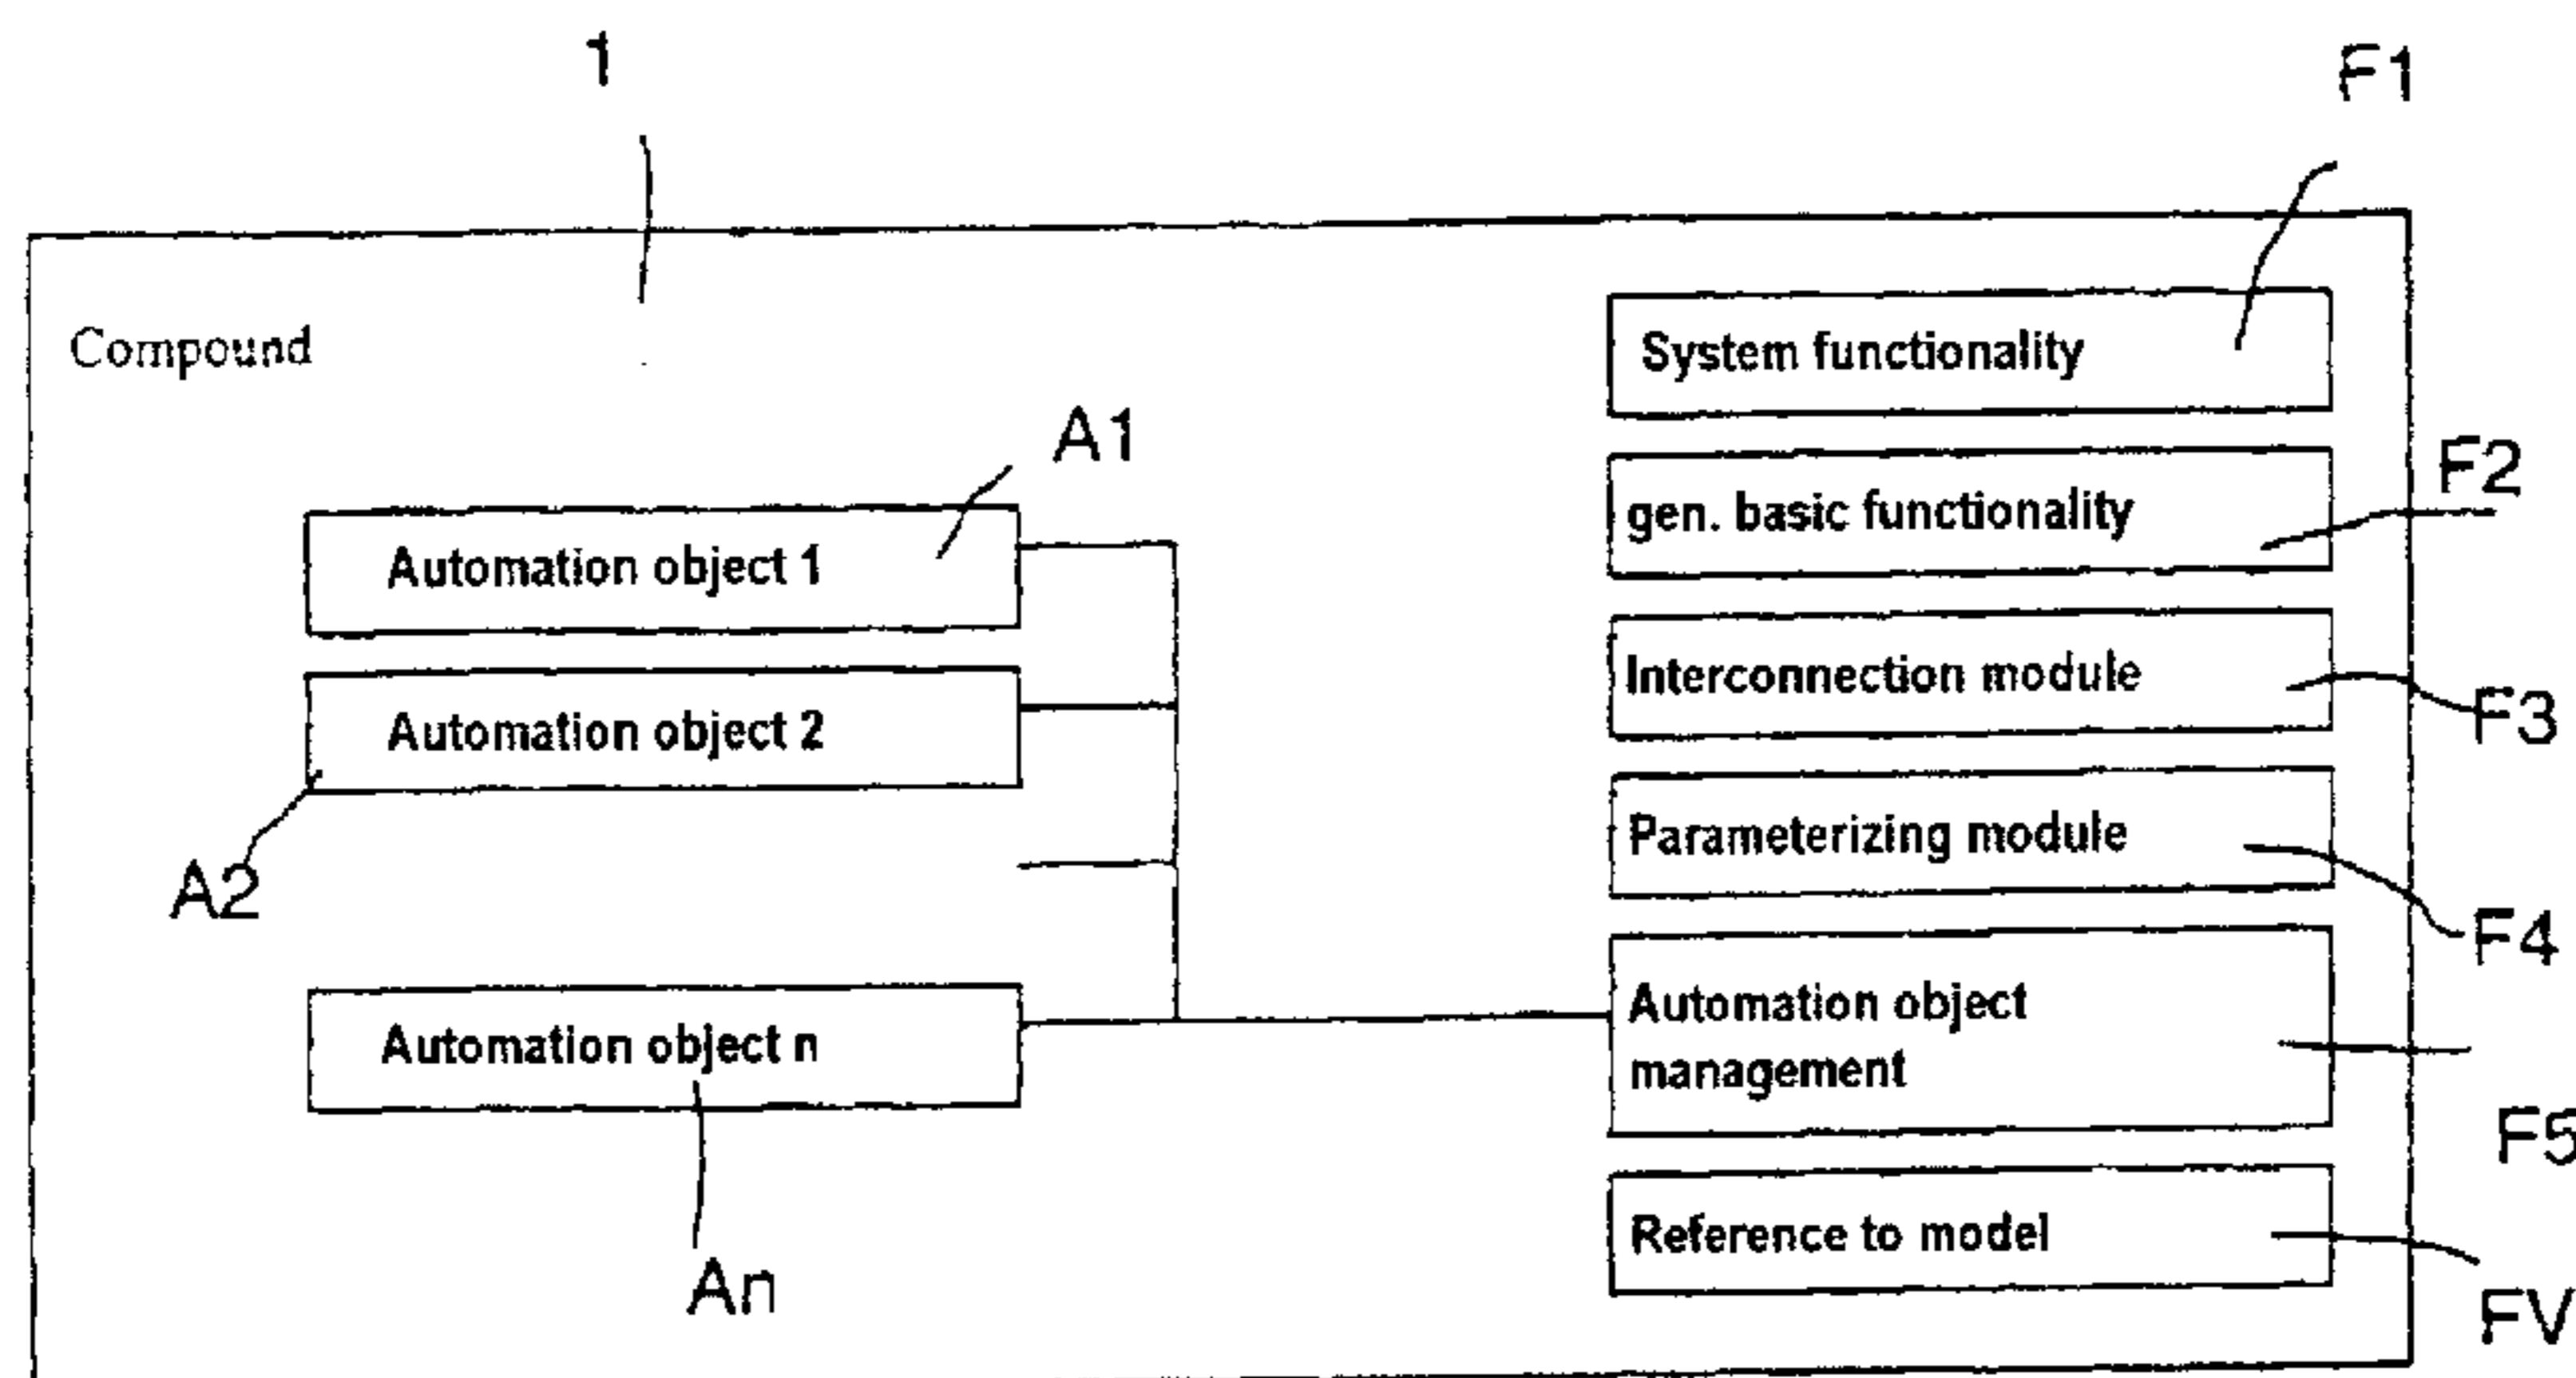 1
F1
Compound
System functionality
A1
gen. basic functionality
F2
Automation object 1
Interconnection module
F3
Automation object 2
Parameterizing module
A2
F4
Automation object
management
Automation object n
F5
Reference to model
An
FV